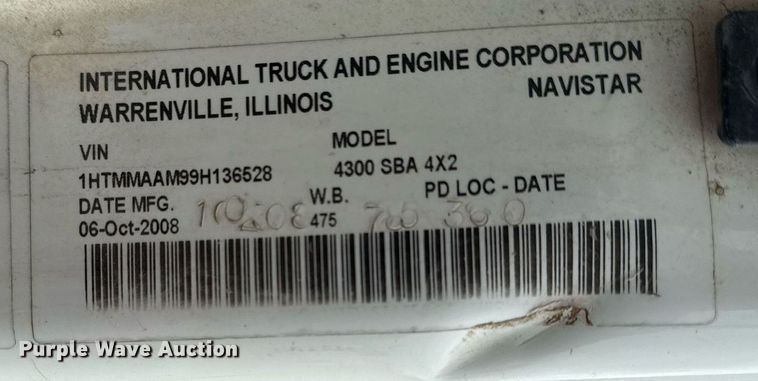 INTERNATIONAL TRUCK AND ENGINE CORPORATION
WARRENVILLE, ILLINOIS NAVISTAR
VIN MODEL
1HTMMAAM99H136528 4300 SBA 4X2
DATE MFG. W.B. PD LOC - DATE
06-Oct-2008 475
Purple Wave Auction